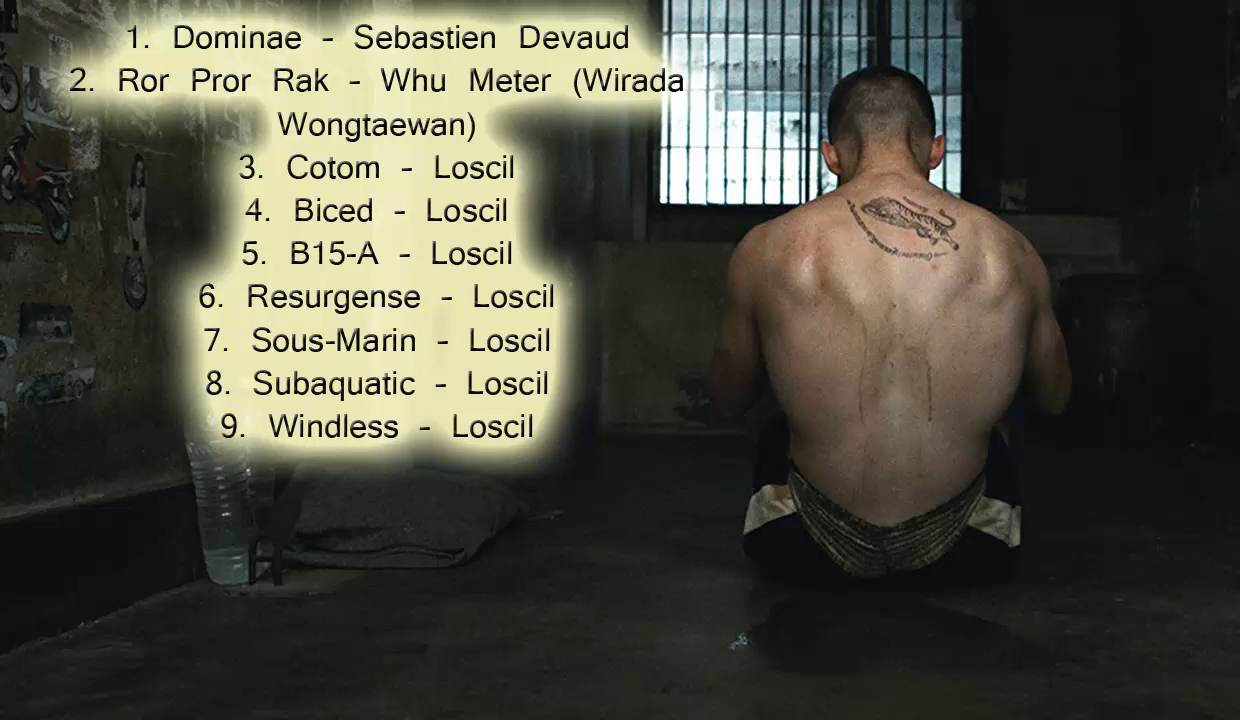 1. Dominae - Sebastien Devaud
2. Ror Pror Rak - Whu Meter (Wirada
Wongtaewan)
3. Cotom - Loscil
4. Biced - Loscil
5. B15-A - Loscil
6. Resurgense - Loscil
7. Sous-Marin - Loscil
8. Subaquatic - Loscil
9. Windless - Loscil